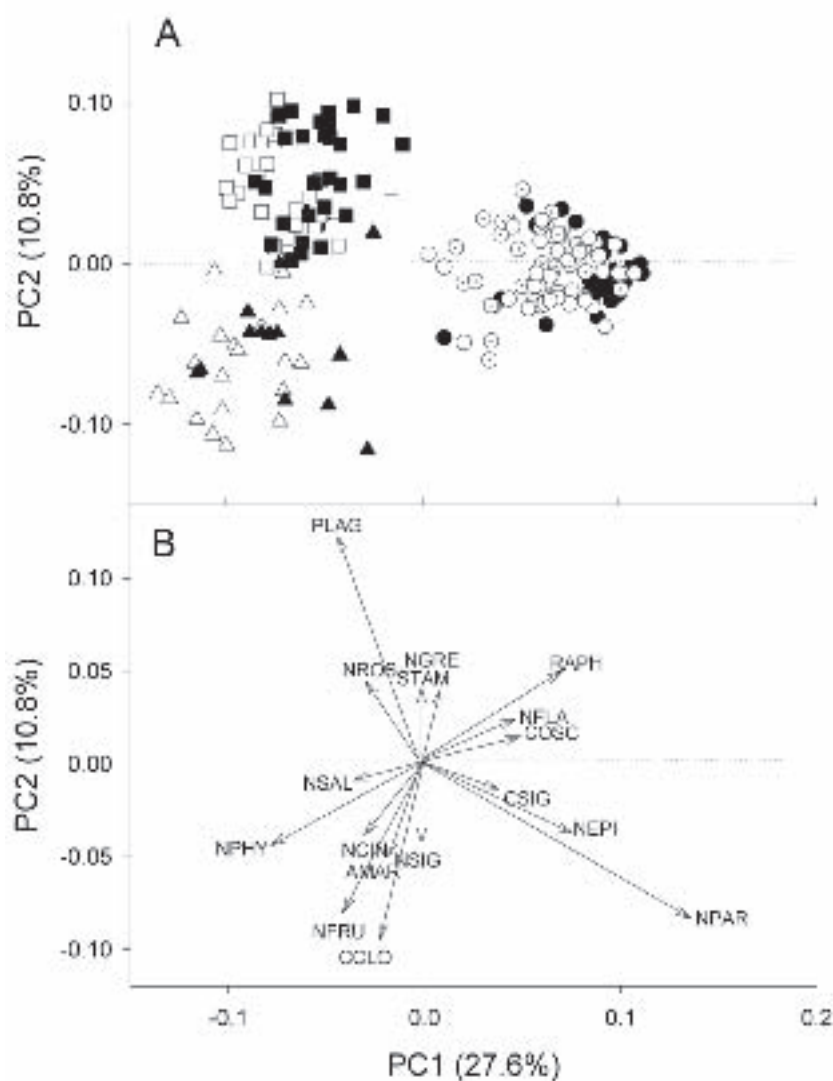 A
0.10
0.00
-0.10
PC2 (10.8%)
B
PLAG
0.10
0.05
0.00
-0.05
-0.10
PC2 (10.8%)
NGRE
NROS
STAM
RAPH
NFLA
COSC
NSAL
CSIG
NEPI
NPHY
NCIN
NSIG
AMAR
NPAR
NFRU
CCLO
-0.1
0.0
0.1
0.2
PC1 (27.6%)